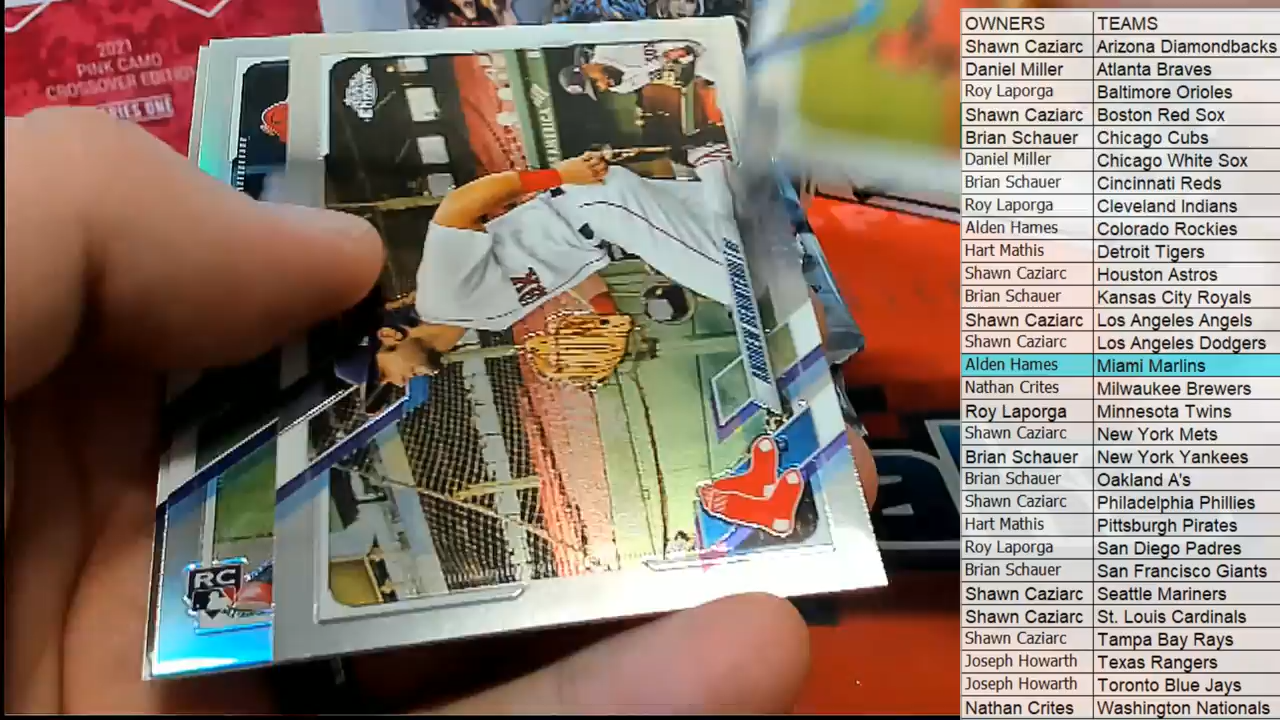 2021
PINK CAMO
CROSSOVER EDITION
SERIES ONE
RC
OWNERS TEAMS
Shawn Caziarc Arizona Diamondbacks
Daniel Miller Atlanta Braves
Roy Laporga Baltimore Orioles
Shawn Caziarc Boston Red Sox
Brian Schauer Chicago Cubs
Daniel Miller Chicago White Sox
Brian Schauer Cincinnati Reds
Roy Laporga Cleveland Indians
Alden Hames Colorado Rockies
Hart Mathis Detroit Tigers
Shawn Caziarc Houston Astros
Brian Schauer Kansas City Royals
Shawn Caziarc Los Angeles Angels
Shawn Caziarc Los Angeles Dodgers
Alden Hames Miami Marlins
Nathan Crites Milwaukee Brewers
Roy Laporga Minnesota Twins
Shawn Caziarc New York Mets
Brian Schauer New York Yankees
Brian Schauer Oakland A's
Shawn Caziarc Philadelphia Phillies
Hart Mathis Pittsburgh Pirates
Roy Laporga San Diego Padres
Brian Schauer San Francisco Giants
Shawn Caziarc Seattle Mariners
Shawn Caziarc St. Louis Cardinals
Shawn Caziarc Tampa Bay Rays
Joseph Howarth Texas Rangers
Joseph Howarth Toronto Blue Jays
Nathan Crites Washington Nationals